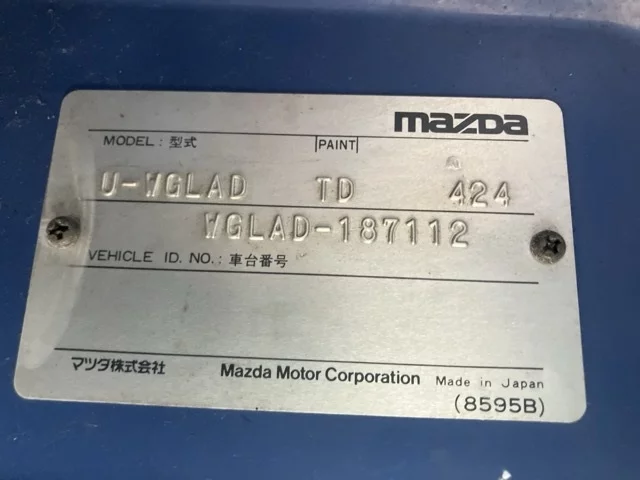 mazda
MODEL : 型式 PAINT
U-WGLAD TD 424
WGLAD-187112
VEHICLE ID. NO.: 車台番号
マツダ株式会社 Mazda Motor Corporation Made in Japan
(8595B)